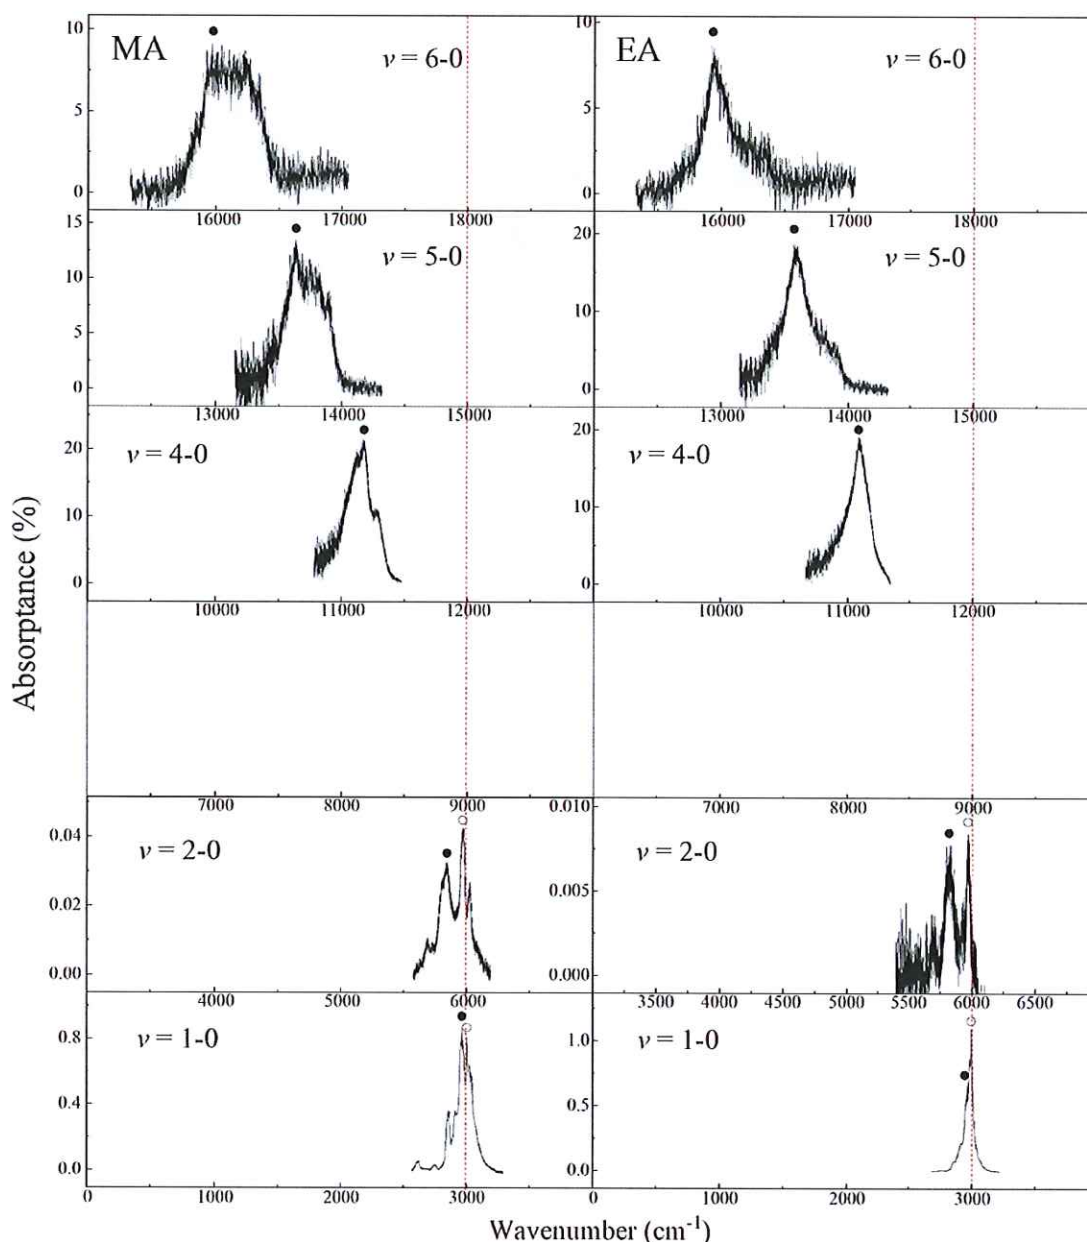 MA
v = 6-0
10
5
0
16000 17000 18000
EA
v = 6-0
10
5
0
16000 17000 18000
v = 5-0
15
10
5
0
13000 14000 15000
v = 5-0
20
10
0
13000 14000 15000
v = 4-0
20
10
0
10000 11000 12000
v = 4-0
20
10
0
10000 11000 12000
Absorptance (%)
7000 8000 9000
7000 8000 9000
v = 2-0
0.04
0.02
0.00
4000 5000 6000
v = 2-0
0.010
0.005
0.000
3500 4500 5000 5500 6000 6500
v = 1-0
0.8
0.4
0.0
0 1000 2000 3000
v = 1-0
1.0
0.5
0.0
0 1000 2000 3000
Wavenumber (cm⁻¹)